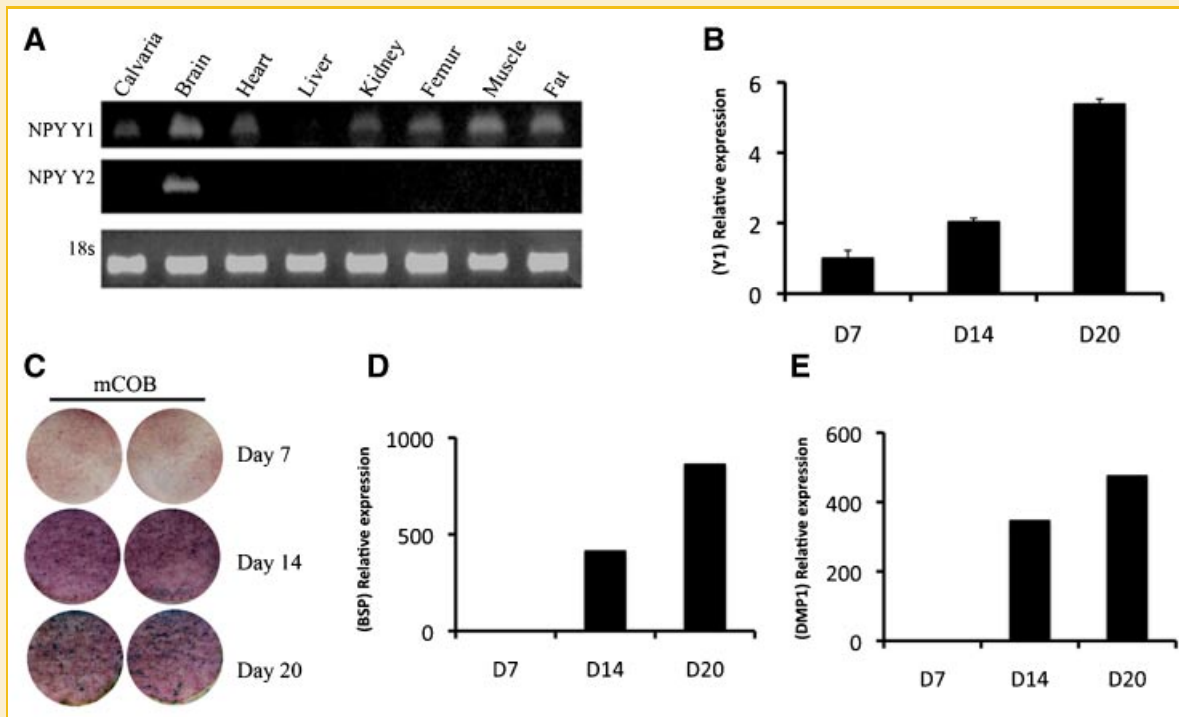 A
Calvaria
Brain
Heart
Liver
Kidney
Femur
Muscle
Fat
NPY Y1
NPY Y2
18s
B
(Y1) Relative expression
6
4
2
0
D7 D14 D20
C
mCOB
Day 7
Day 14
Day 20
D
(BSP) Relative expression
1000
500
0
D7 D14 D20
E
(DMP1) Relative expression
600
400
200
0
D7 D14 D20